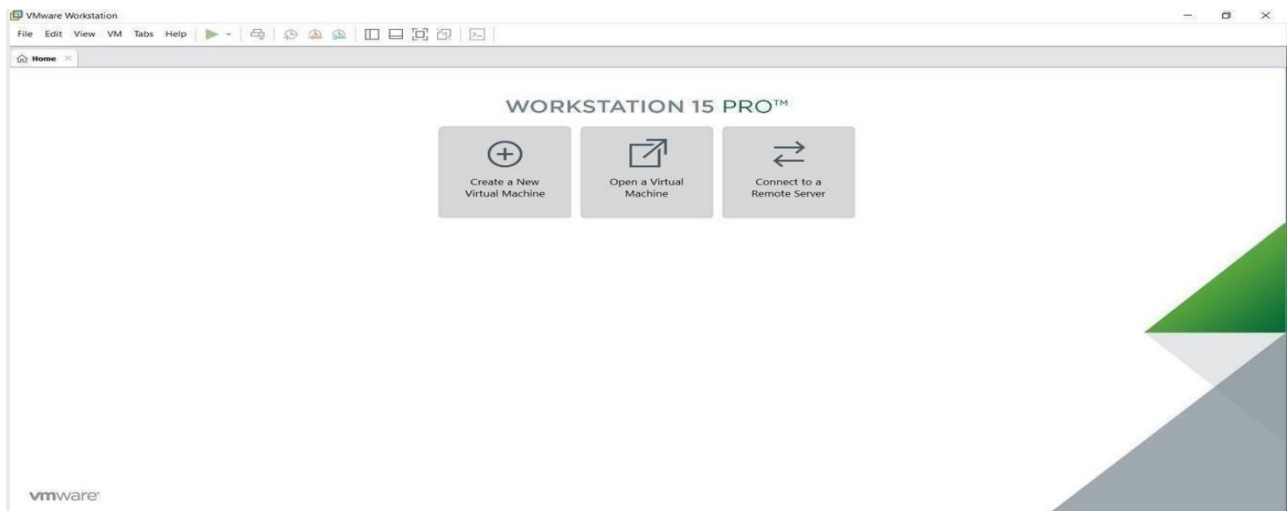 VMware Workstation
File Edit View VM Tabs Help
Home
WORKSTATION 15 PRO™
Create a New
Virtual Machine
Open a Virtual
Machine
Connect to a
Remote Server
vmware